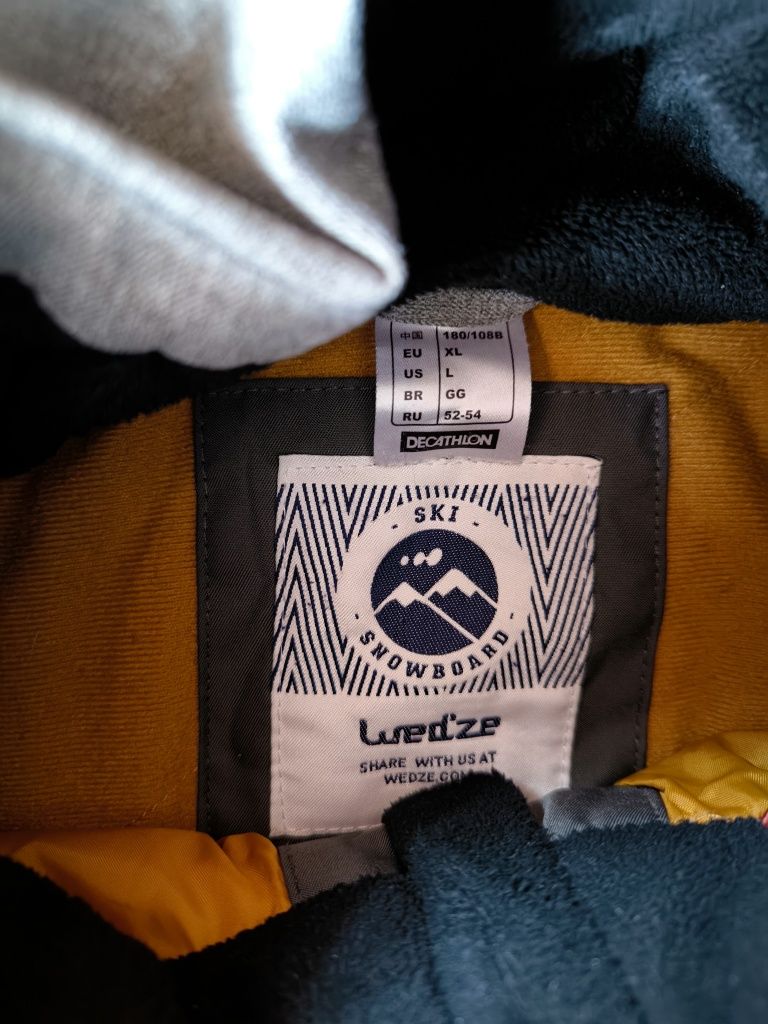 中国 180/108B
EU XL
US L
BR GG
RU 52-54
DECATHLON
- SKI -
- SNOWBOARD -
wed'ze
SHARE WITH US AT
WEDZE.COM